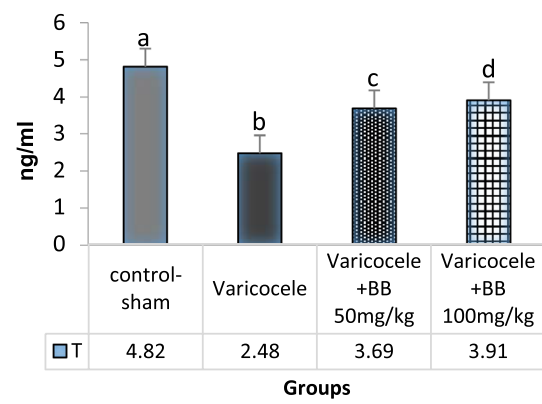 6
5
4
3
2
1
0
ng/ml
a
b
c
d
control-
sham
Varicocele
Varicocele
+BB
50mg/kg
Varicocele
+BB
100mg/kg
T 4.82 2.48 3.69 3.91
Groups